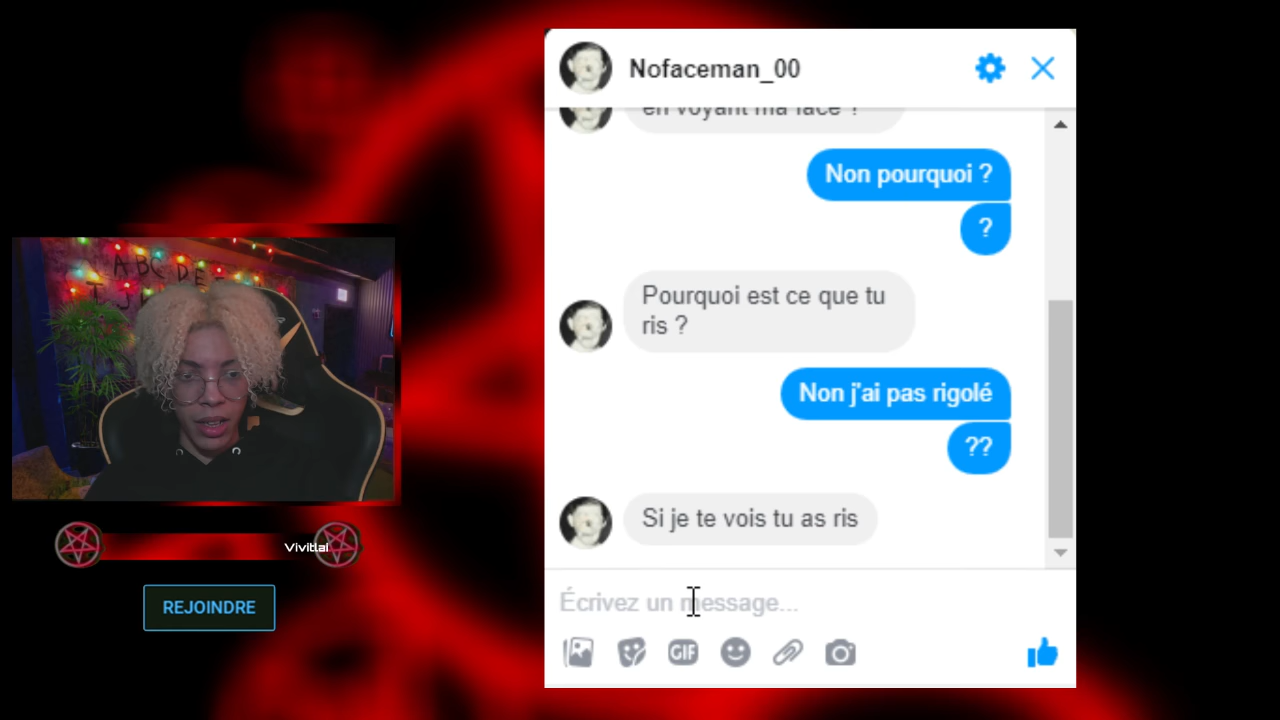 Nofaceman_00
en voyant ma face ?
Non pourquoi ?
?
Pourquoi est ce que tu
ris ?
Non j'ai pas rigolé
??
Si je te vois tu as ris
Écrivez un message...
GIF
A B C D E
Vivitlai
REJOINDRE